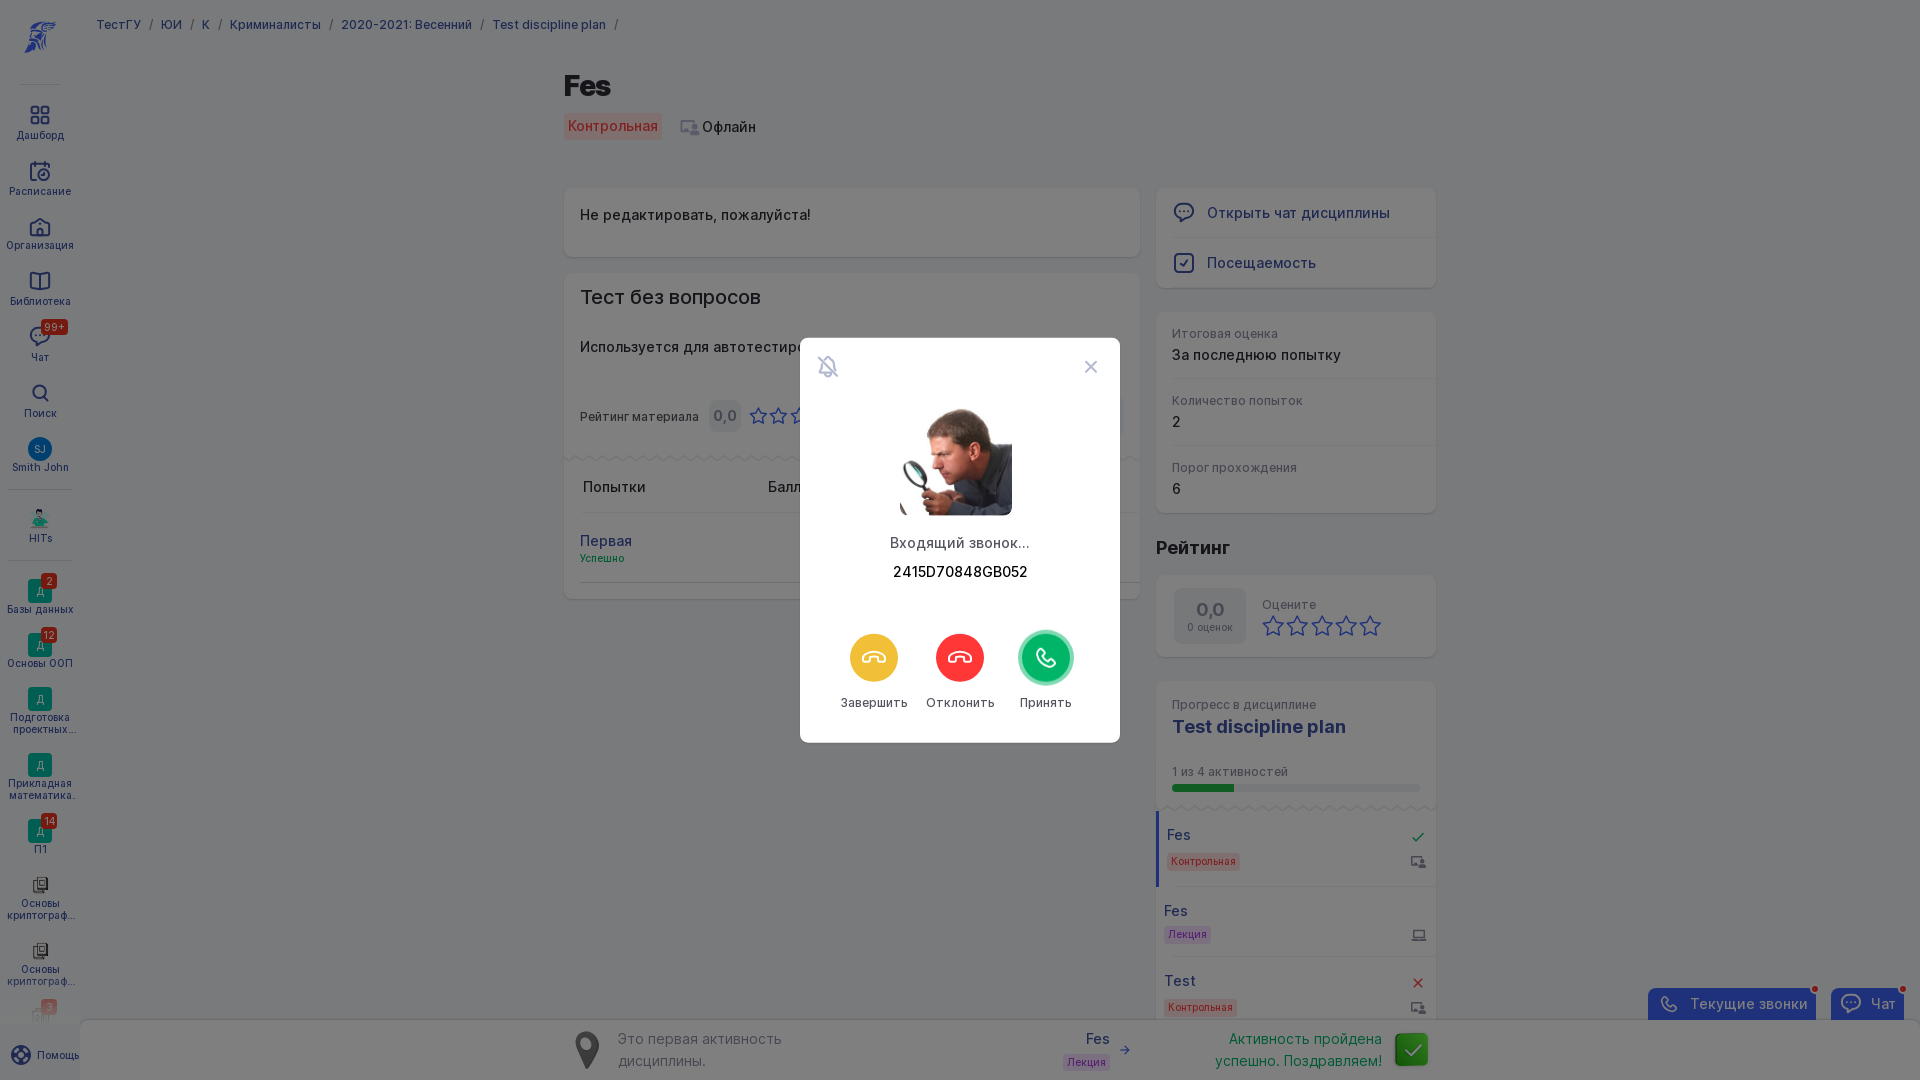 ТестГУ / ЮИ / К / Криминалисты / 2020-2021: Весенний / Test discipline plan /
Fes
Контрольная
Офлайн
Дашборд
Расписание
Организация
Библиотека
99+
Чат
Поиск
SJ
Smith John
HITs
Д 2
Базы данных
Д 12
Основы ООП
Д
Подготовка
проектных...
Д
Прикладная
математика.
Д 14
П1
Основы
криптограф...
Основы
криптограф...
3
Помощь
Не редактировать, пожалуйста!
Тест без вопросов
Рейтинг материала 0,0
Попытки
Первая
Успешно
Входящий звонок...
2415D70848GB052
Завершить
Отклонить
Принять
Открыть чат дисциплины
Посещаемость
Итоговая оценка
За последнюю попытку
Количество попыток
2
Порог прохождения
6
Рейтинг
0,0
0 оценок
Оцените
Прогресс в дисциплине
Test discipline plan
1 из 4 активностей
Fes
Контрольная
Fes
Лекция
Test
Контрольная
Текущие звонки
Чат
Это первая активность
дисциплины.
Fes
Лекция
Активность пройдена
успешно. Поздравляем!